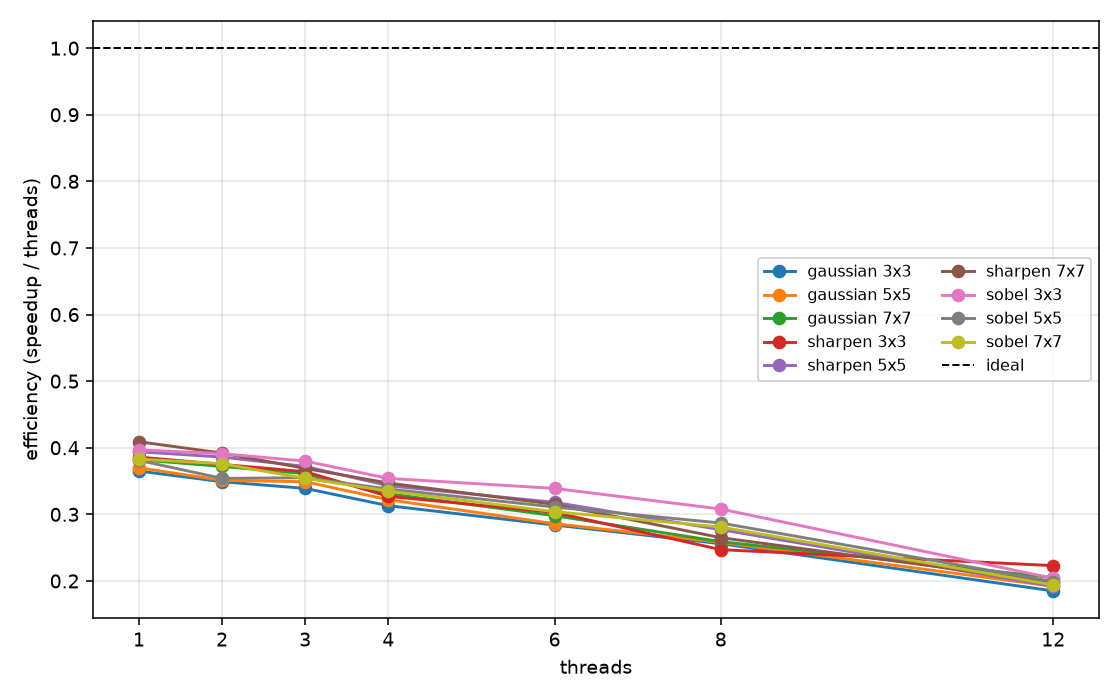 efficiency (speedup / threads)
1.0
0.9
0.8
0.7
0.6
0.5
0.4
0.3
0.2
gaussian 3x3
gaussian 5x5
gaussian 7x7
sharpen 3x3
sharpen 5x5
sharpen 7x7
sobel 3x3
sobel 5x5
sobel 7x7
ideal
1 2 3 4 6 8 12
threads